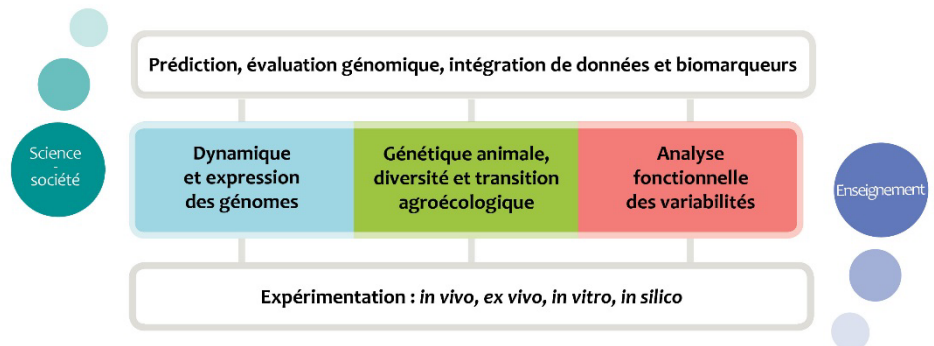 Prédiction, évaluation génomique, intégration de données et biomarqueurs
Science
-
société
Dynamique
et expression
des génomes
Génétique animale,
diversité et transition
agroécologique
Analyse
fonctionnelle
des variabilités
Enseignement
Expérimentation : in vivo, ex vivo, in vitro, in silico